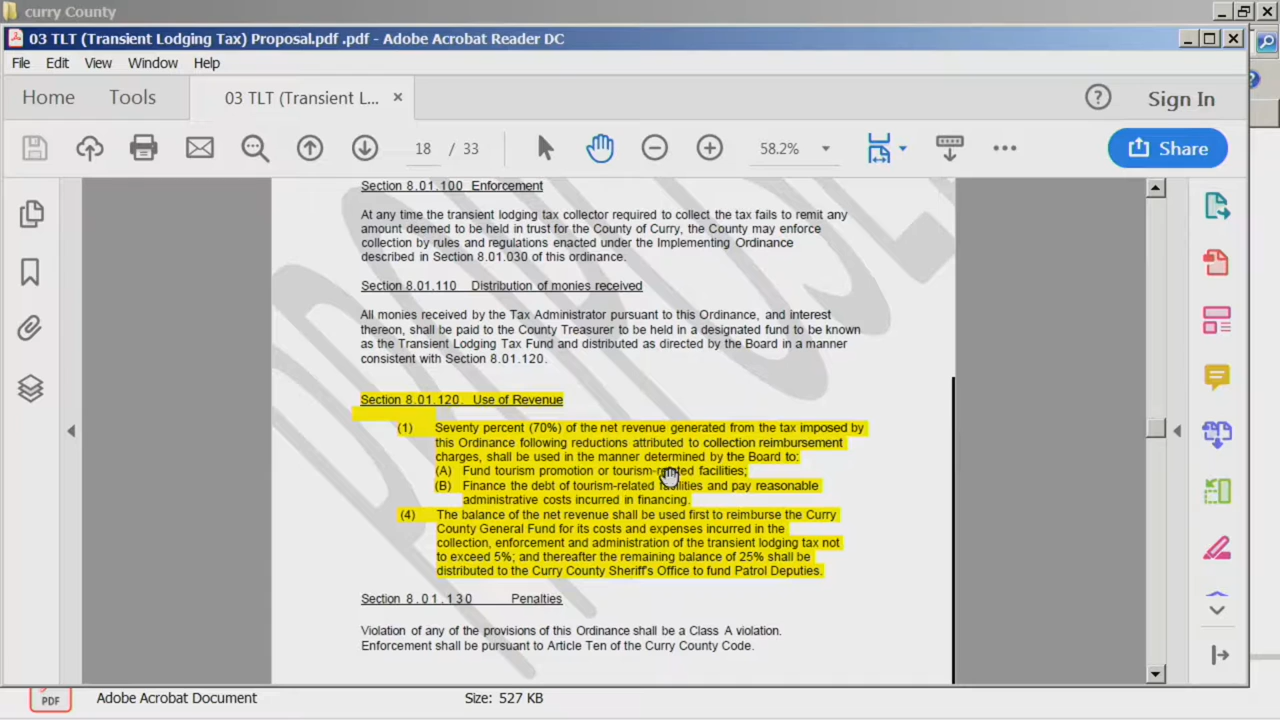 curry County
03 TLT (Transient Lodging Tax) Proposal.pdf .pdf - Adobe Acrobat Reader DC
File Edit View Window Help
Home Tools 03 TLT (Transient L... × Sign In
18 / 33 58.2% Share
Section 8.01.100 Enforcement
At any time the transient lodging tax collector required to collect the tax fails to remit any
amount deemed to be held in trust for the County of Curry, the County may enforce
collection by rules and regulations enacted under the Implementing Ordinance
described in Section 8.01.030 of this ordinance.
Section 8.01.110 Distribution of monies received
All monies received by the Tax Administrator pursuant to this Ordinance, and interest
thereon, shall be paid to the County Treasurer to be held in a designated fund to be known
as the Transient Lodging Tax Fund and distributed as directed by the Board in a manner
consistent with Section 8.01.120.
Section 8.01.120. Use of Revenue
(1) Seventy percent (70%) of the net revenue generated from the tax imposed by
this Ordinance following reductions attributed to collection reimbursement
charges, shall be used in the manner determined by the Board to:
(A) Fund tourism promotion or tourism-related facilities;
(B) Finance the debt of tourism-related facilities and pay reasonable
administrative costs incurred in financing.
(4) The balance of the net revenue shall be used first to reimburse the Curry
County General Fund for its costs and expenses incurred in the
collection, enforcement and administration of the transient lodging tax not
to exceed 5%; and thereafter the remaining balance of 25% shall be
distributed to the Curry County Sheriff's Office to fund Patrol Deputies.
Section 8.01.130 Penalties
Violation of any of the provisions of this Ordinance shall be a Class A violation.
Enforcement shall be pursuant to Article Ten of the Curry County Code.
PDF Adobe Acrobat Document Size: 527 KB